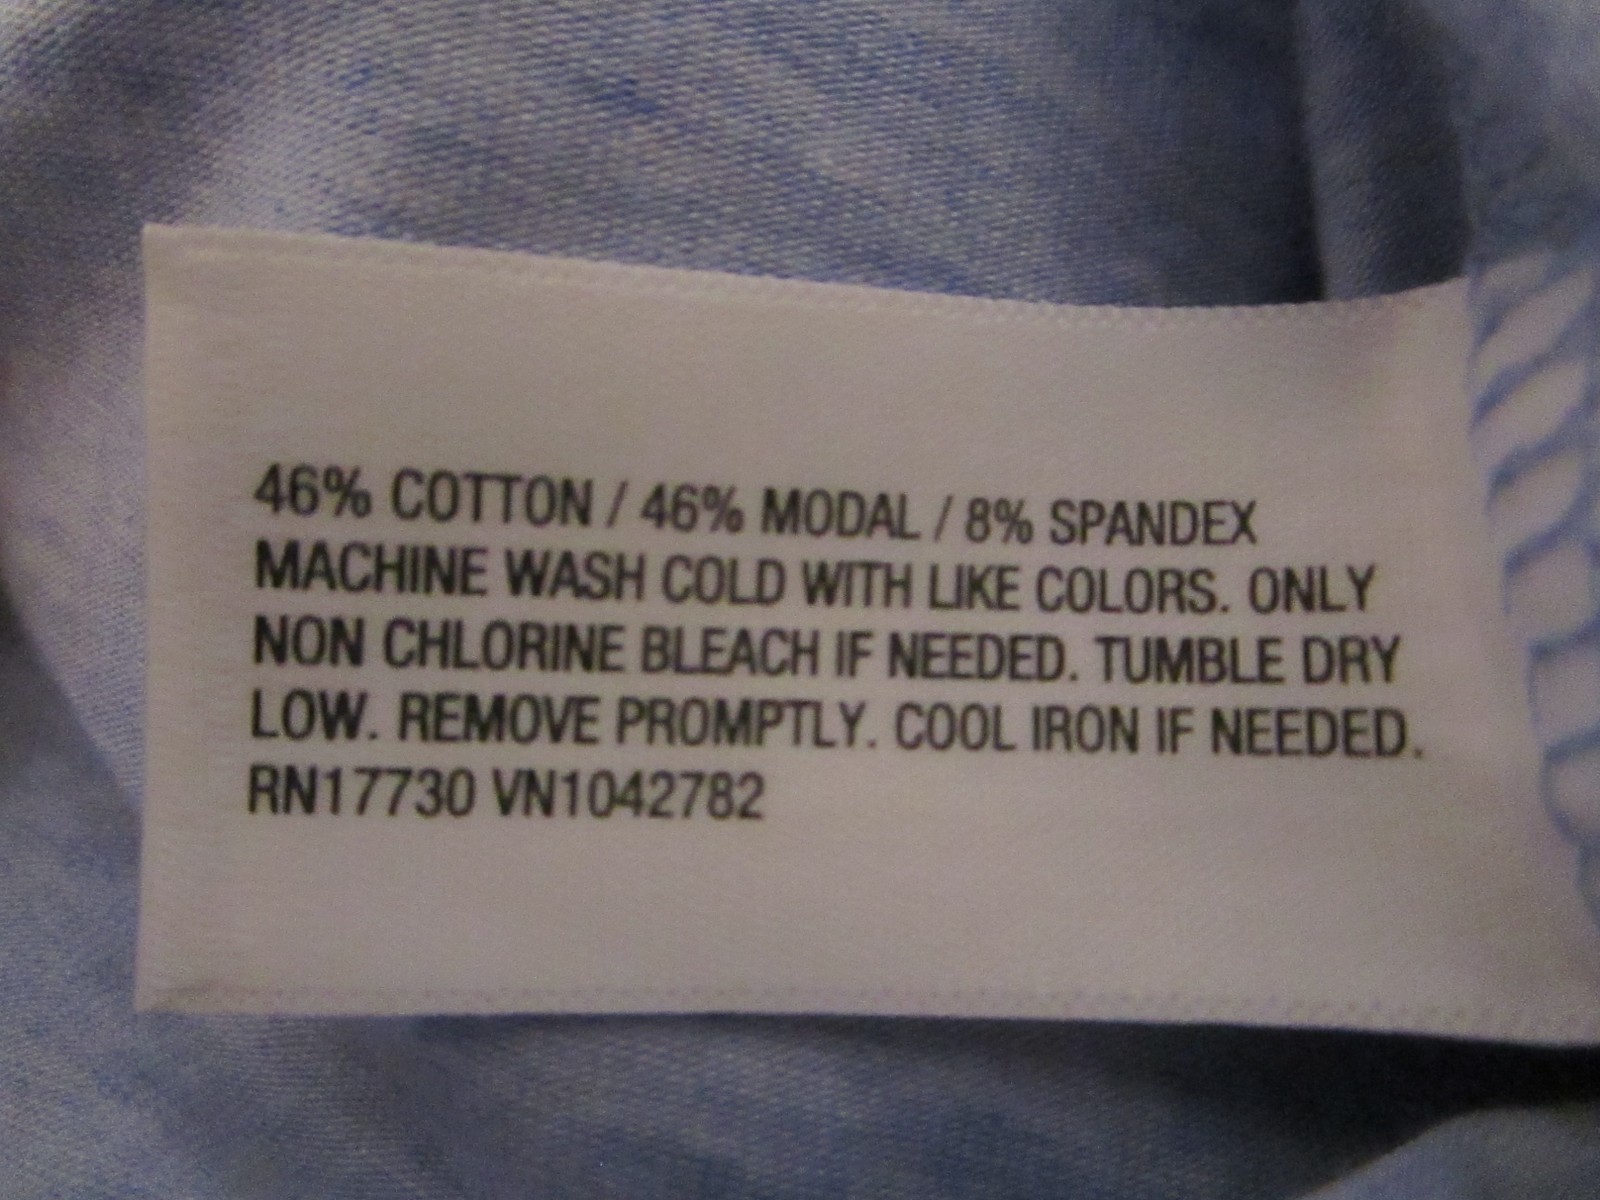 46% COTTON / 46% MODAL / 8% SPANDEX
MACHINE WASH COLD WITH LIKE COLORS. ONLY
NON CHLORINE BLEACH IF NEEDED. TUMBLE DRY
LOW. REMOVE PROMPTLY. COOL IRON IF NEEDED.
RN17730 VN1042782